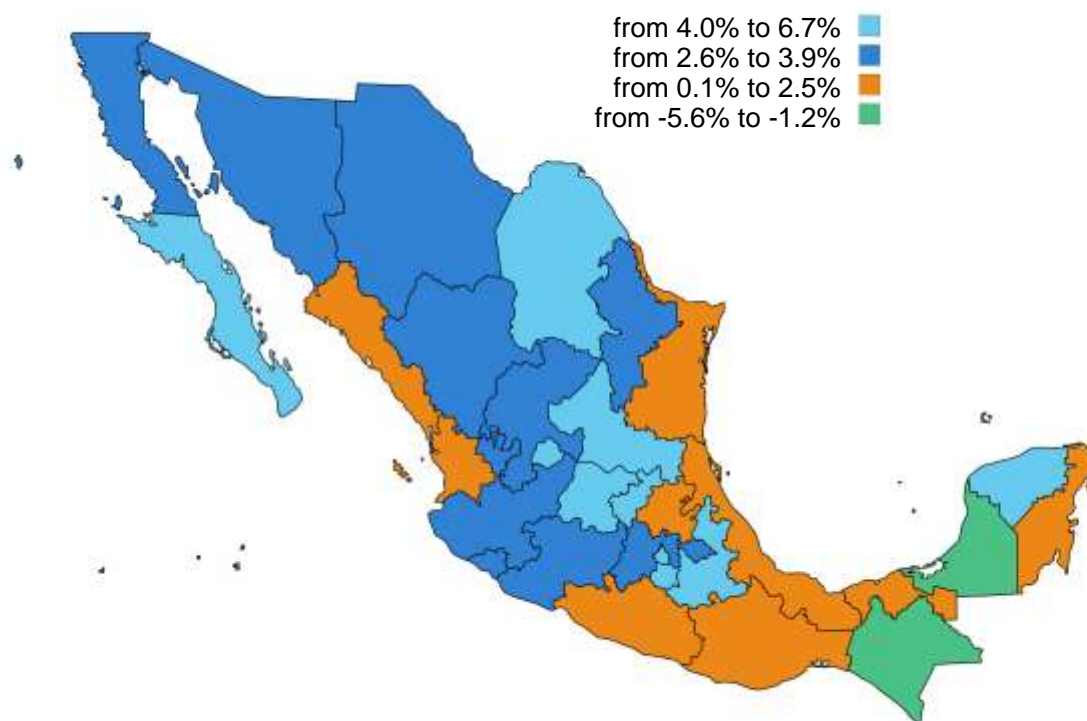 from 4.0% to 6.7%
from 2.6% to 3.9%
from 0.1% to 2.5%
from -5.6% to -1.2%